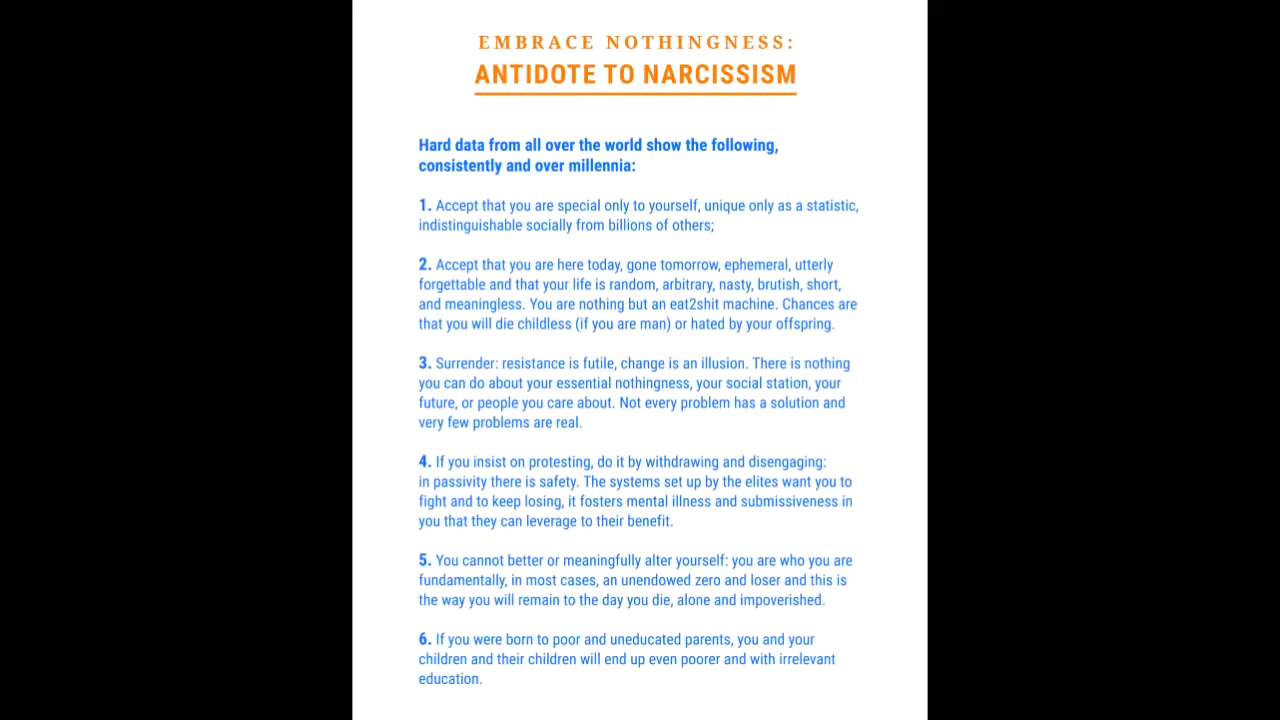 EMBRACE NOTHINGNESS:
ANTIDOTE TO NARCISSISM
Hard data from all over the world show the following,
consistently and over millennia:
1. Accept that you are special only to yourself, unique only as a statistic,
indistinguishable socially from billions of others;
2. Accept that you are here today, gone tomorrow, ephemeral, utterly
forgettable and that your life is random, arbitrary, nasty, brutish, short,
and meaningless. You are nothing but an eat2shit machine. Chances are
that you will die childless (if you are man) or hated by your offspring.
3. Surrender: resistance is futile, change is an illusion. There is nothing
you can do about your essential nothingness, your social station, your
future, or people you care about. Not every problem has a solution and
very few problems are real.
4. If you insist on protesting, do it by withdrawing and disengaging:
in passivity there is safety. The systems set up by the elites want you to
fight and to keep losing, it fosters mental illness and submissiveness in
you that they can leverage to their benefit.
5. You cannot better or meaningfully alter yourself: you are who you are
fundamentally, in most cases, an unendowed zero and loser and this is
the way you will remain to the day you die, alone and impoverished.
6. If you were born to poor and uneducated parents, you and your
children and their children will end up even poorer and with irrelevant
education.